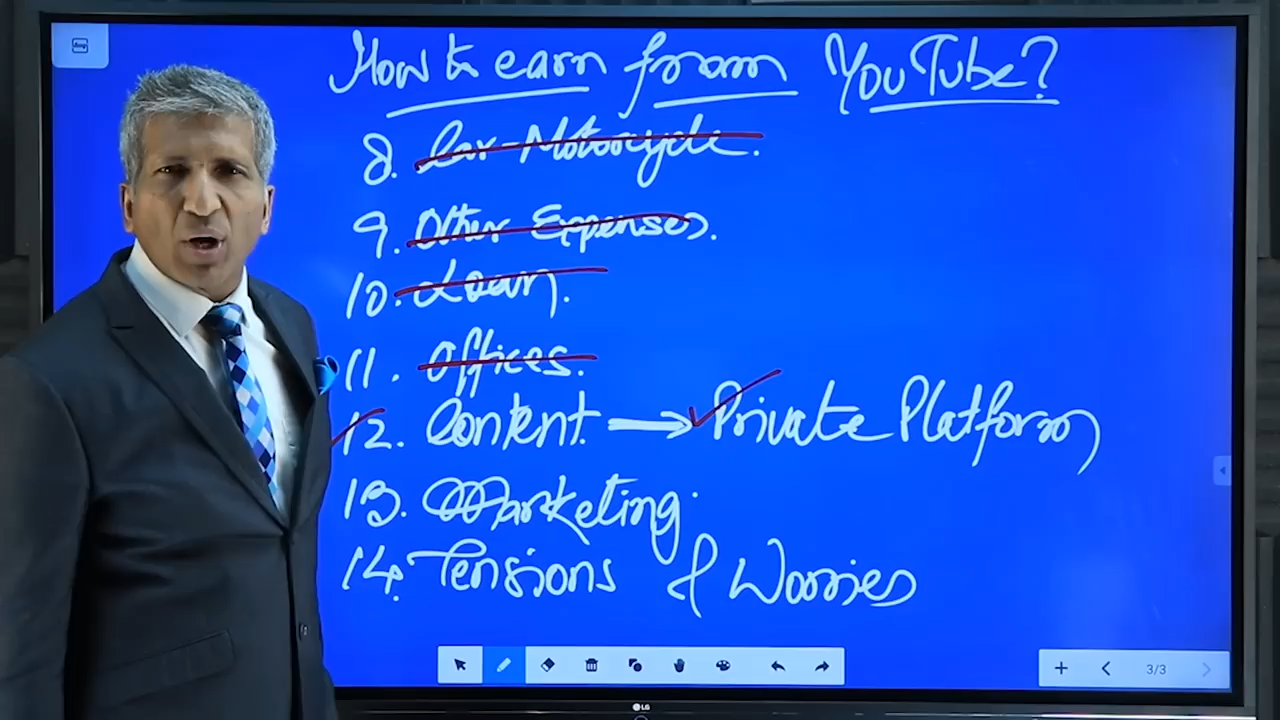 How to earn from YouTube?
8. Car-Motorcycle.
9. Other Expenses.
10. Loan.
11. Offices.
12. Content. → Private Platform
13. Marketing.
14. Tensions & Worries
3/3
LG